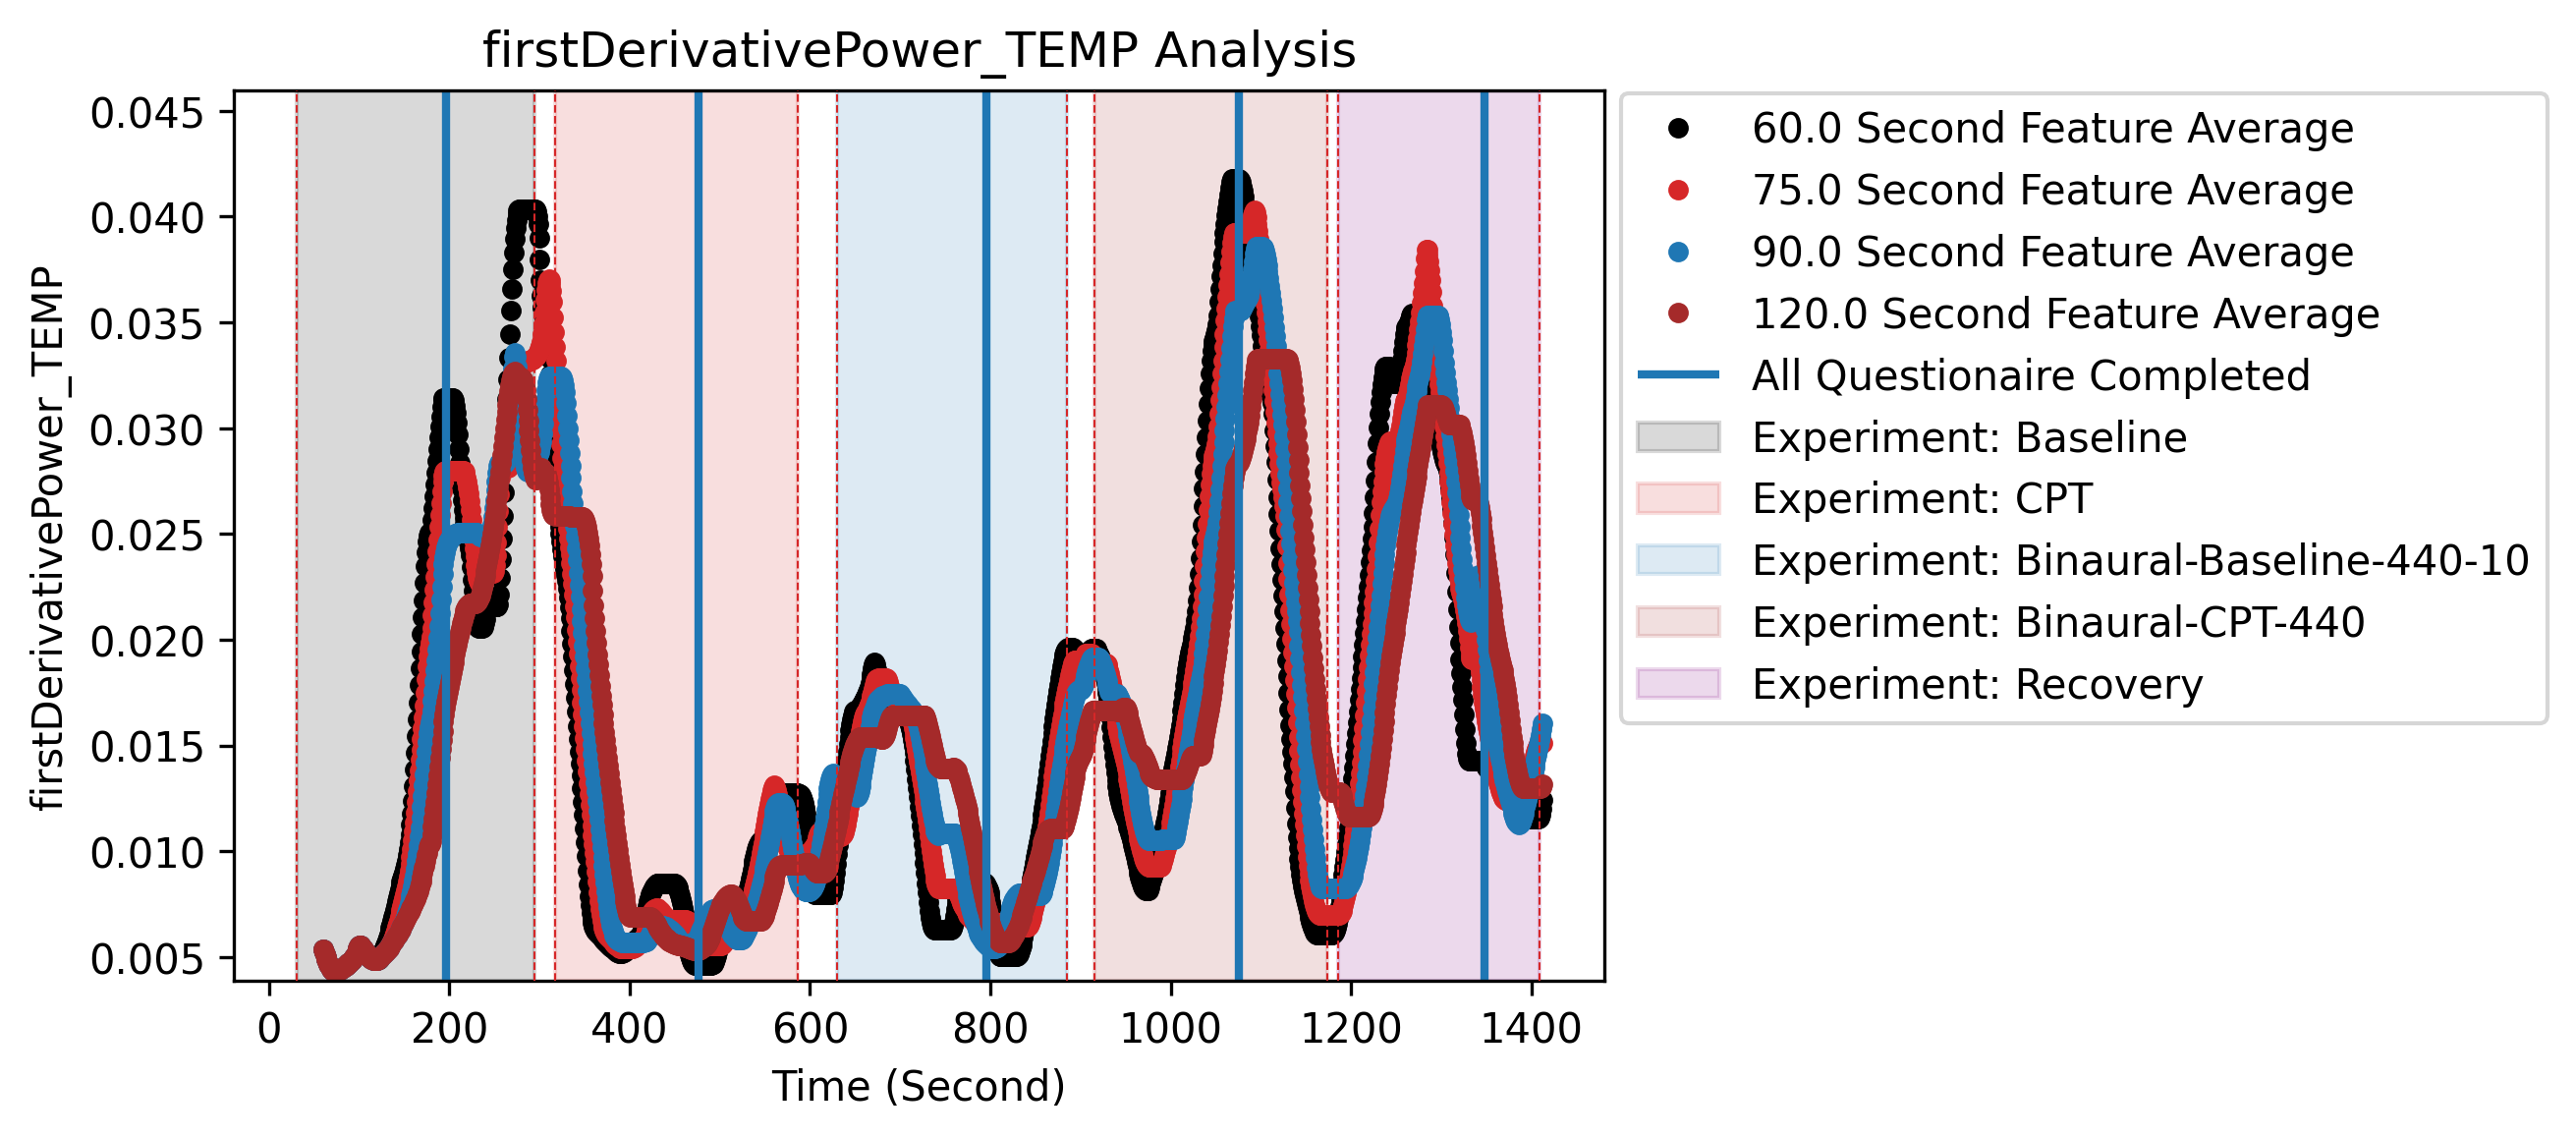 firstDerivativePower_TEMP Analysis
firstDerivativePower_TEMP
0.045
0.040
0.035
0.030
0.025
0.020
0.015
0.010
0.005
0 200 400 600 800 1000 1200 1400
Time (Second)
60.0 Second Feature Average
75.0 Second Feature Average
90.0 Second Feature Average
120.0 Second Feature Average
All Questionaire Completed
Experiment: Baseline
Experiment: CPT
Experiment: Binaural-Baseline-440-10
Experiment: Binaural-CPT-440
Experiment: Recovery